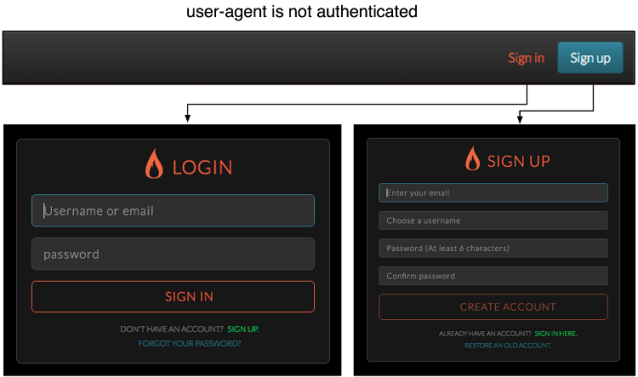 user-agent is not authenticated
Sign in Sign up
LOGIN
Username or email
password
SIGN IN
DON'T HAVE AN ACCOUNT? SIGN UP.
FORGOT YOUR PASSWORD?
SIGN UP
Enter your email
Choose a username
Password (At least 6 characters)
Confirm password
CREATE ACCOUNT
ALREADY HAVE AN ACCOUNT? SIGN IN HERE.
RESTORE AN OLD ACCOUNT.